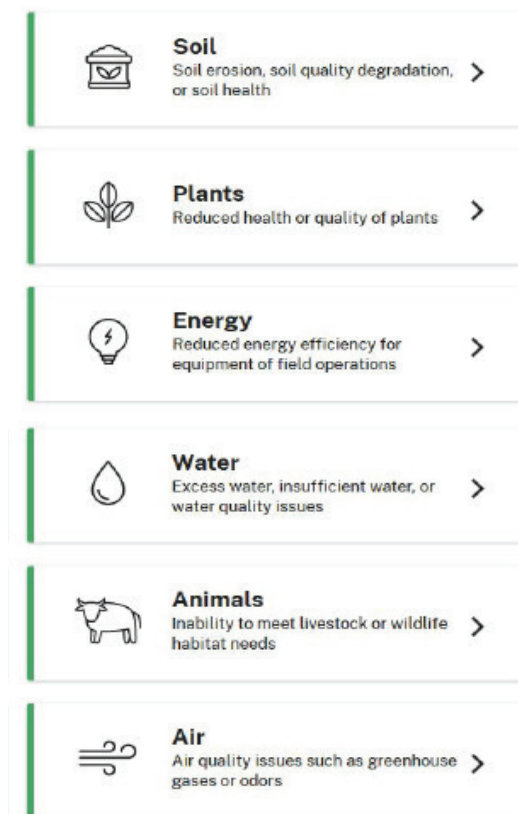 Soil
Soil erosion, soil quality degradation,
or soil health
Plants
Reduced health or quality of plants
Energy
Reduced energy efficiency for
equipment of field operations
Water
Excess water, insufficient water, or
water quality issues
Animals
Inability to meet livestock or wildlife
habitat needs
Air
Air quality issues such as greenhouse
gases or odors